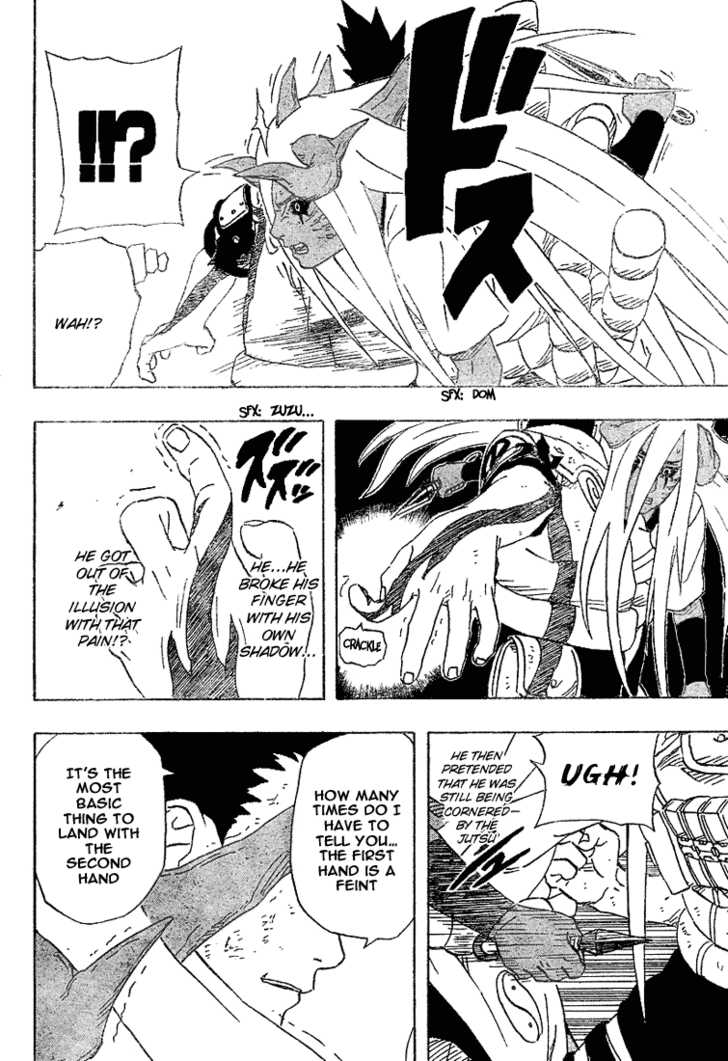 !!?
ドス
WAH!?
SFX: DOM
SFX: ZUZU...
ズズッ
HE GOT
OUT OF
THE
ILLUSION
WITH THAT
PAIN!?
HE...HE
BROKE HIS
FINGER
WITH HIS
OWN
SHADOW...
CRACKLE
IT'S THE
MOST
BASIC
THING TO
LAND WITH
THE
SECOND
HAND
HOW MANY
TIMES DO I
HAVE TO
TELL YOU...
THE FIRST
HAND IS A
FEINT
HE THEN
PRETENDED
THAT HE WAS
STILL BEING
CORNERED
BY THE
JUTSU
UGH!